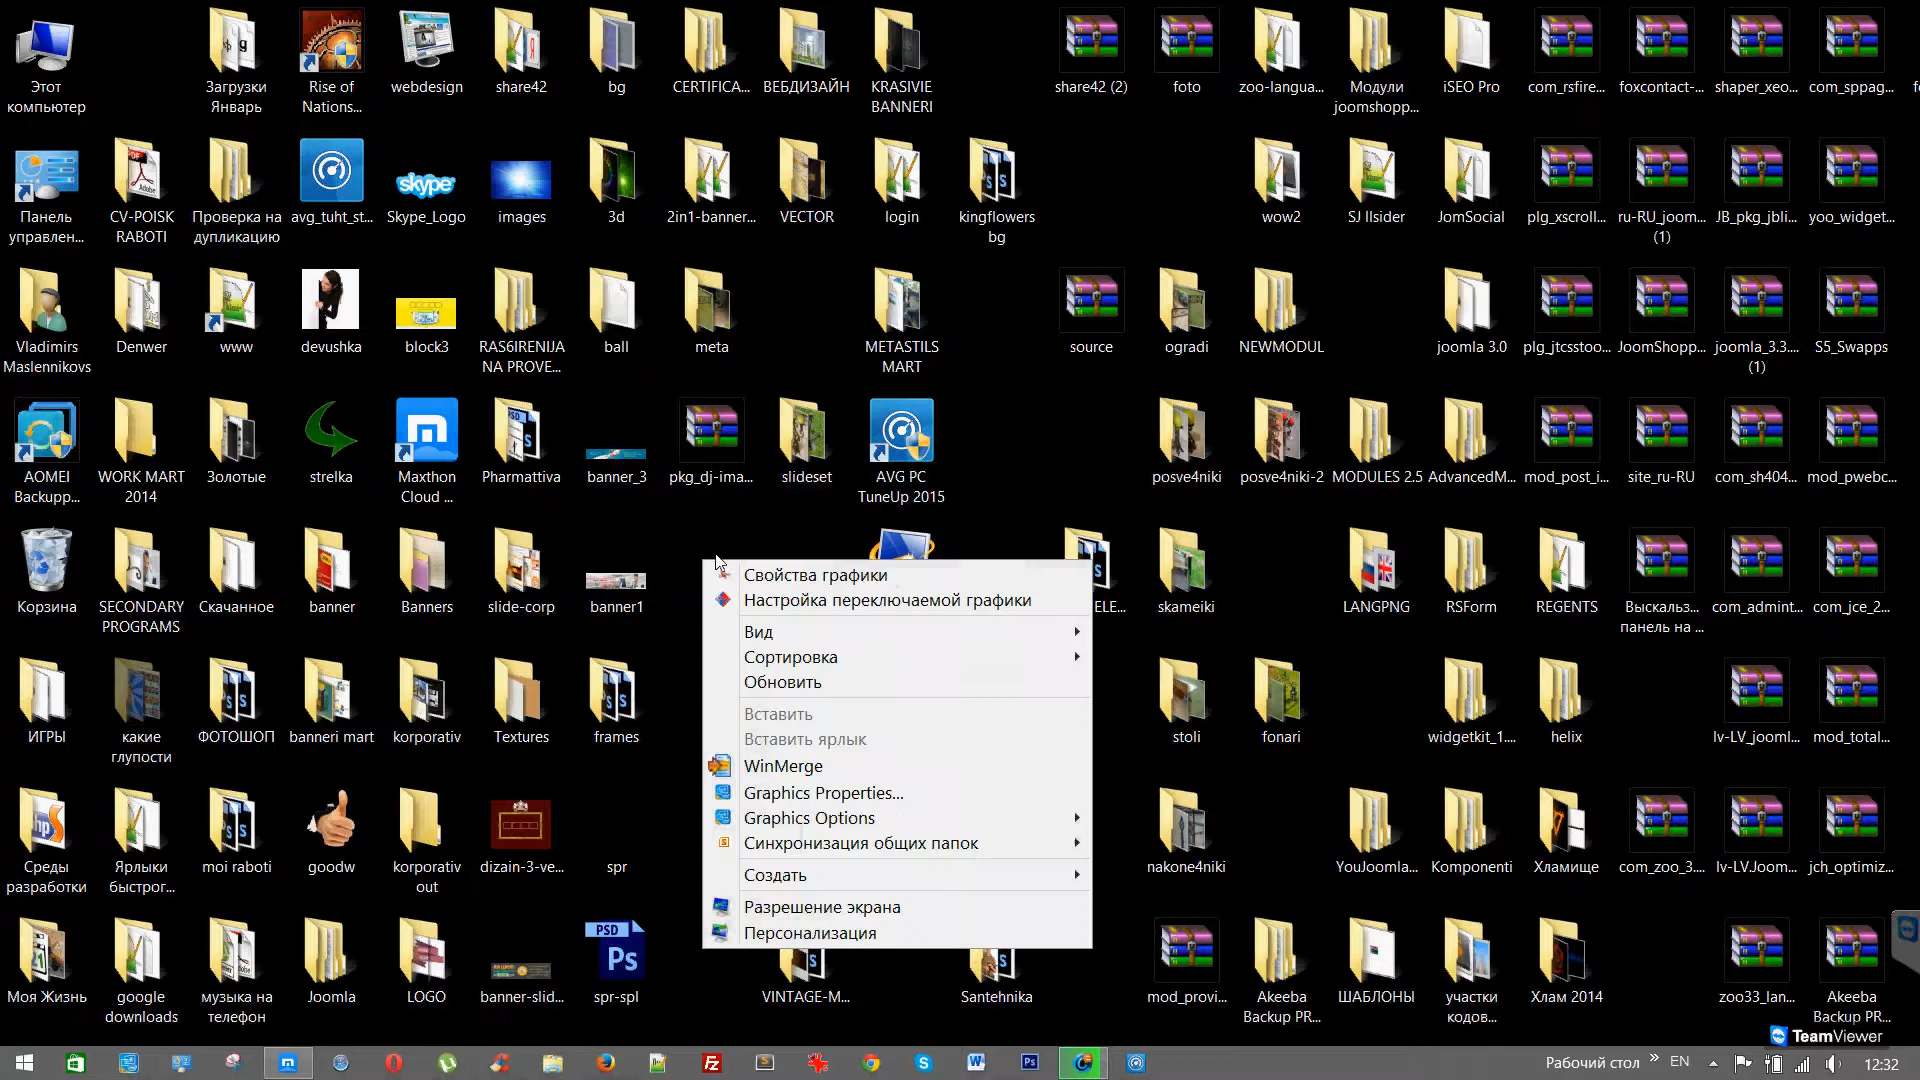 Этот
компьютер
Загрузки
Январь
Rise of
Nations...
webdesign
share42
bg
CERTIFICA...
ВЕБДИЗАЙН
KRASIVIE
BANNERI
share42 (2)
foto
zoo-langua...
Модули
joomshopp...
iSEO Pro
com_rsfire...
foxcontact-...
shaper_xeo...
com_sppag...
Панель
управлен...
CV-POISK
RABOTI
Проверка на
дупликацию
avg_tuht_st...
Skype_Logo
images
3d
2in1-banner...
VECTOR
login
kingflowers
bg
wow2
SJ Ilsider
JomSocial
plg_xscroll...
ru-RU_joom...
(1)
JB_pkg_jbli...
yoo_widget...
Vladimirs
Maslennikovs
Denwer
www
devushka
block3
RAS6IRENIJA
NA PROVE...
ball
meta
METASTILS
MART
source
ogradi
NEWMODUL
joomla 3.0
plg_jtcsstoo...
JoomShopp...
joomla_3.3....
(1)
S5_Swapps
AOMEI
Backupp...
WORK MART
2014
Золотые
strelka
Maxthon
Cloud ...
Pharmattiva
banner_3
pkg_dj-ima...
slideset
AVG PC
TuneUp 2015
posve4niki
posve4niki-2
MODULES 2.5
AdvancedM...
mod_post_i...
site_ru-RU
com_sh404...
mod_pwebc...
Корзина
SECONDARY
PROGRAMS
Скачанное
banner
Banners
slide-corp
banner1
ELE...
skameiki
LANGPNG
RSForm
REGENTS
Выскальз...
панель на ...
com_admint...
com_jce_2...
Свойства графики
Настройка переключаемой графики
Вид
Сортировка
Обновить
Вставить
Вставить ярлык
WinMerge
Graphics Properties...
Graphics Options
Синхронизация общих папок
Создать
Разрешение экрана
Персонализация
ИГРЫ
какие
глупости
ФОТОШОП
banneri mart
korporativ
Textures
frames
stoli
fonari
widgetkit_1....
helix
lv-LV_jooml...
mod_total...
Среды
разработки
Ярлыки
быстрог...
moi raboti
goodw
korporativ
out
dizain-3-ve...
spr
nakone4niki
YouJoomla...
Komponenti
Хламище
com_zoo_3....
lv-LV.Joom...
jch_optimiz...
Моя Жизнь
google
downloads
музыка на
телефон
Joomla
LOGO
banner-slid...
PSD
Ps
spr-spl
VINTAGE-M...
Santehnika
mod_provi...
Akeeba
Backup PR...
ШАБЛОНЫ
участки
кодов...
Хлам 2014
zoo33_lan...
Akeeba
Backup PR...
TeamViewer
Рабочий стол
EN
12:32